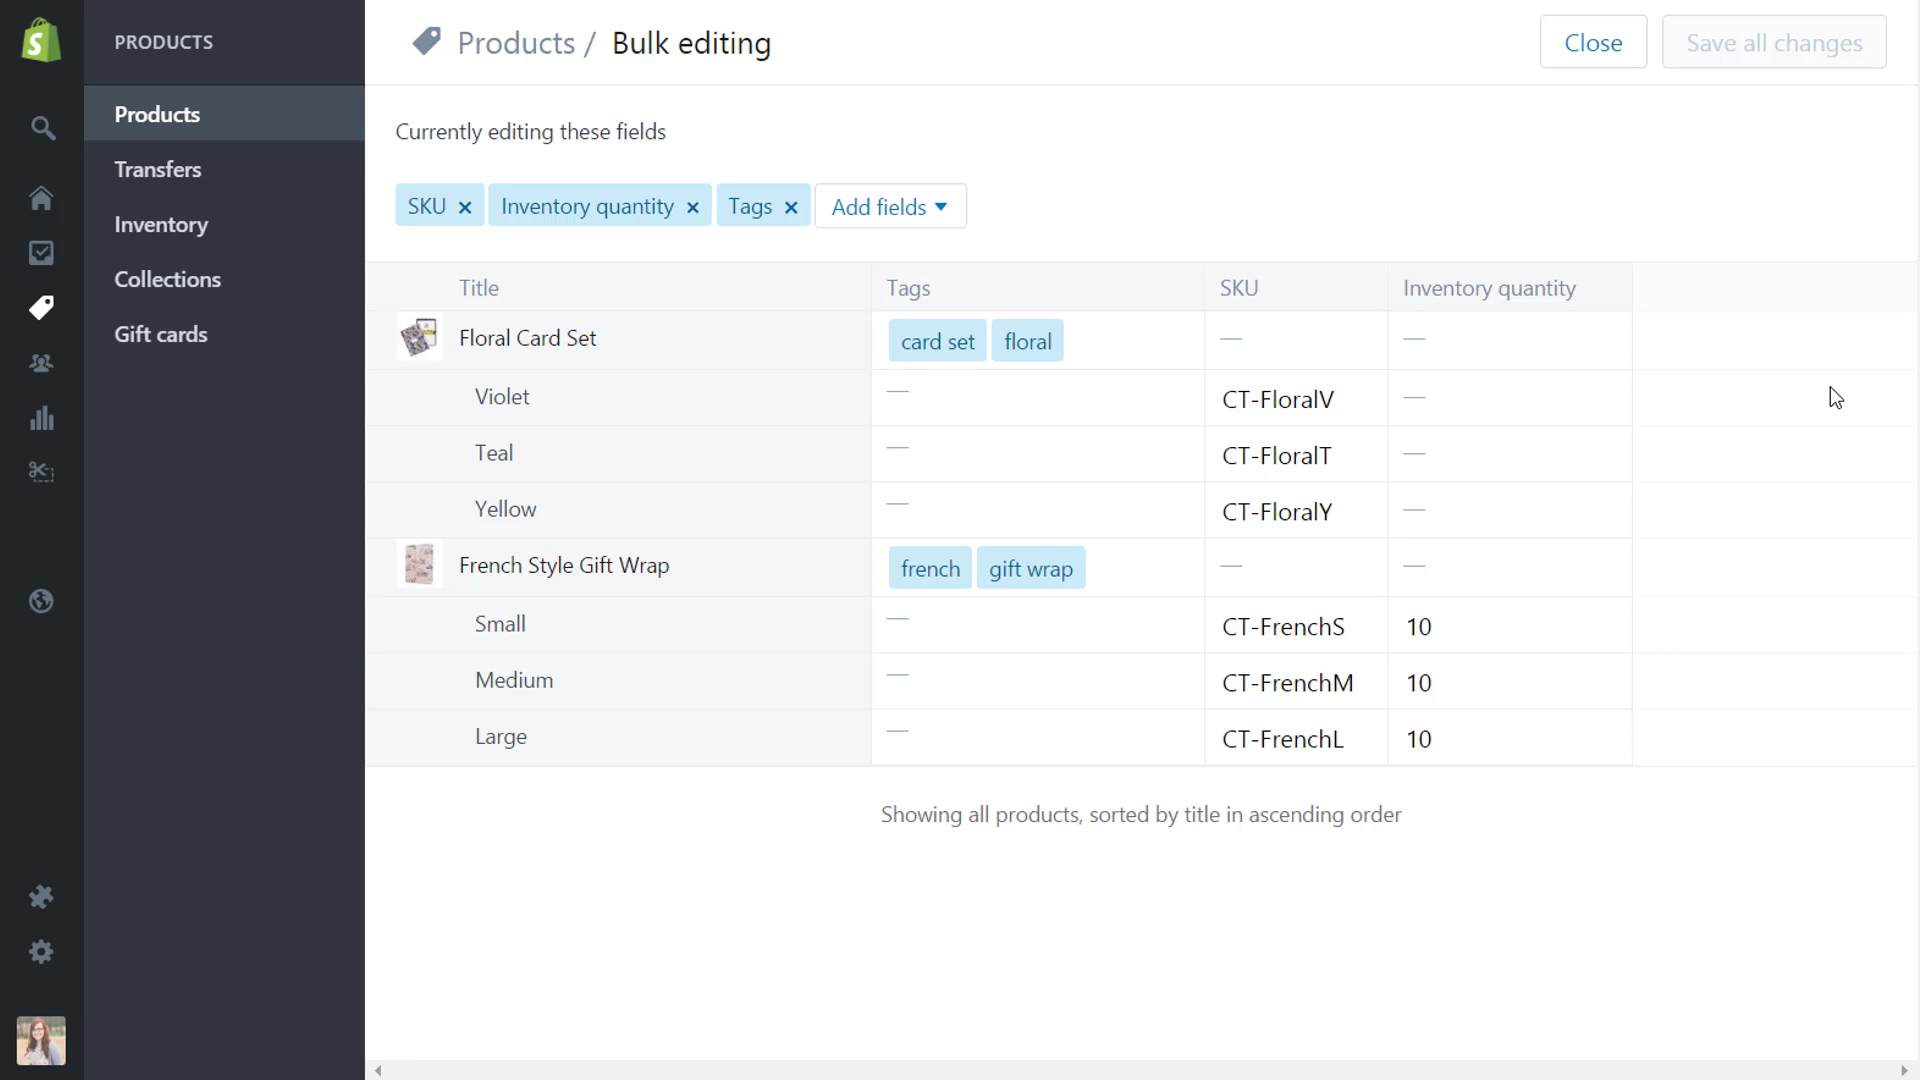 PRODUCTS
Products
Transfers
Inventory
Collections
Gift cards
Products / Bulk editing
Close
Save all changes
Currently editing these fields
SKU × Inventory quantity × Tags × Add fields ▼
Title Tags SKU Inventory quantity
Floral Card Set card set floral — —
Violet — CT-FloralV —
Teal — CT-FloralT —
Yellow — CT-FloralY —
French Style Gift Wrap french gift wrap — —
Small — CT-FrenchS 10
Medium — CT-FrenchM 10
Large — CT-FrenchL 10
Showing all products, sorted by title in ascending order